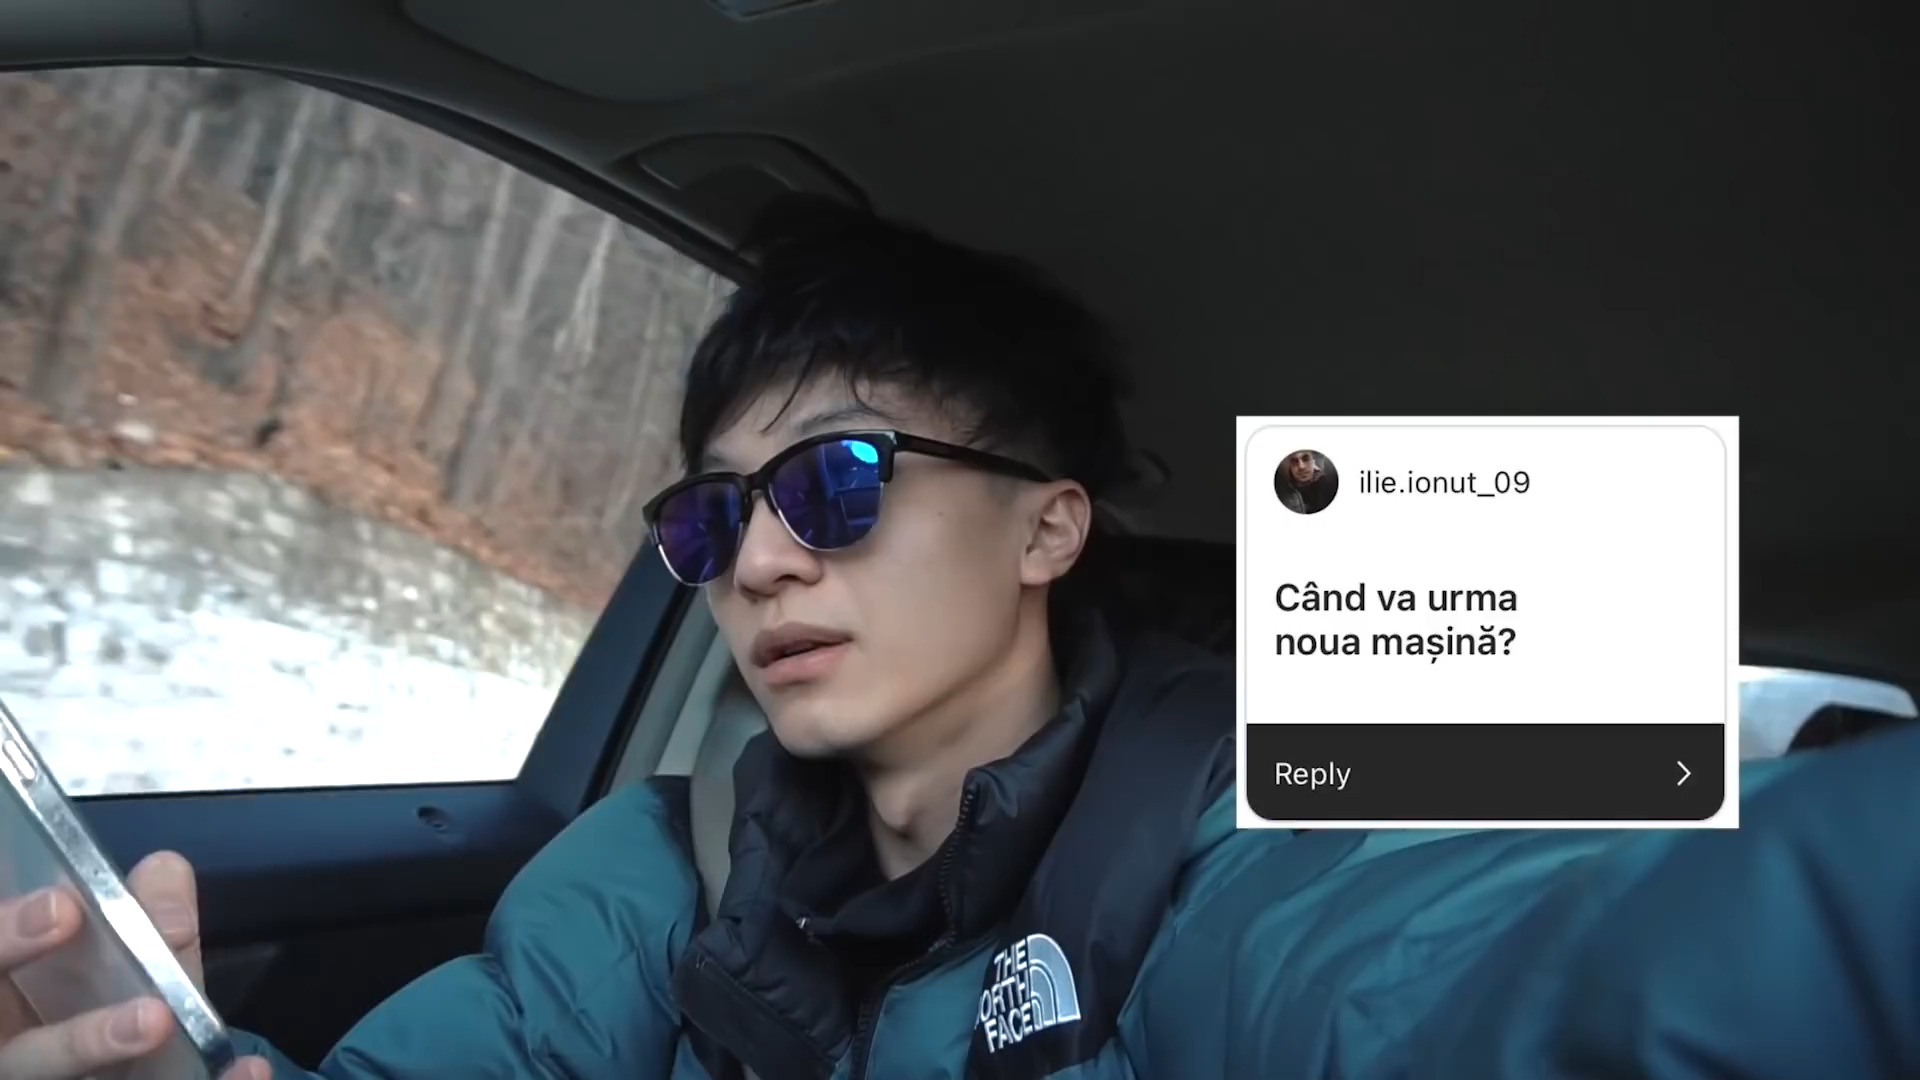 ilie.ionut_09
Când va urma
noua mașină?
Reply
THE
NORTH
FACE